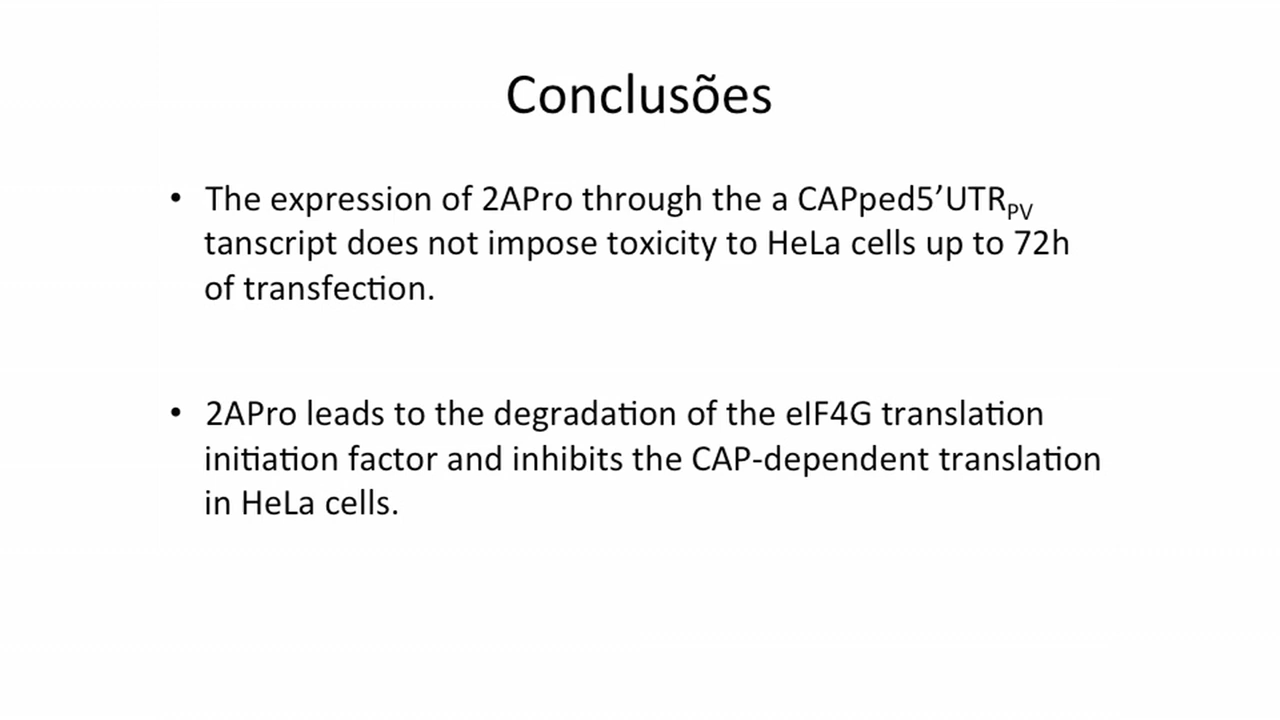 Conclusões
• The expression of 2APro through the a CAPped5’UTRPV
tanscript does not impose toxicity to HeLa cells up to 72h
of transfection.
• 2APro leads to the degradation of the eIF4G translation
initiation factor and inhibits the CAP-dependent translation
in HeLa cells.